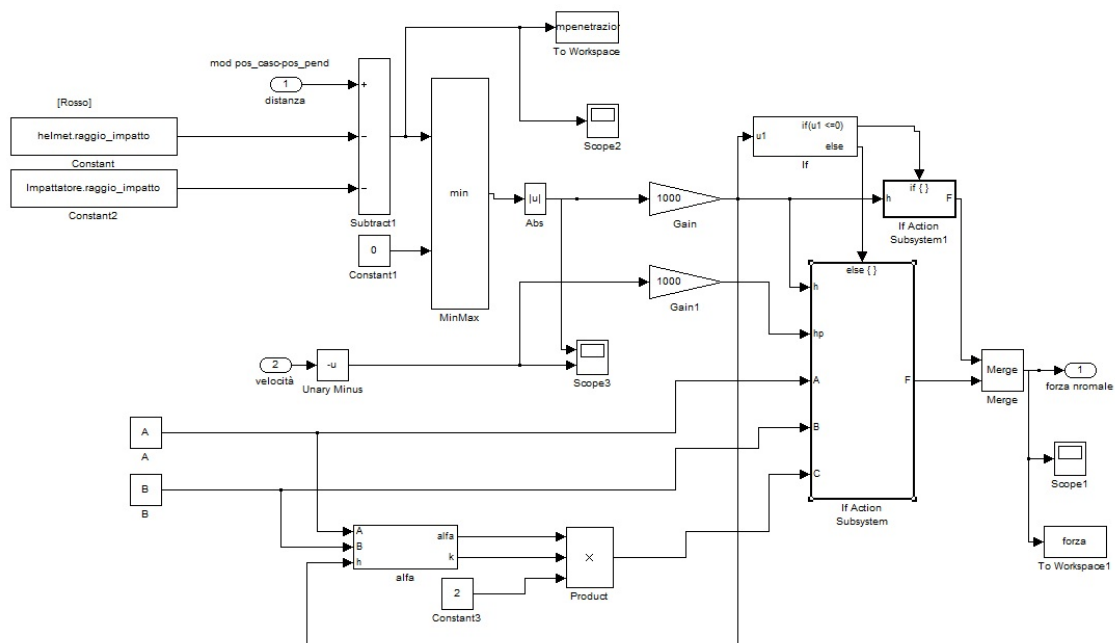 mpenetrazior
To Workspace
mod pos_caso-pos_pend
1
distanza
+
−
−
Subtract1
[Rosso]
helmet.raggio_impatto
Constant
Impattatore.raggio_impatto
Constant2
0
Constant1
min
MinMax
Scope2
|u|
Abs
1000
Gain
u1
if(u1 <=0)
else
If
if { }
h
F
If Action
Subsystem1
1000
Gain1
else { }
h
hp
A
B
C
F
If Action
Subsystem
2
velocità
-u
Unary Minus
Scope3
Merge
Merge
1
forza nromale
Scope1
forza
To Workspace1
A
A
B
B
A
B
h
alfa
k
alfa
2
Constant3
×
Product